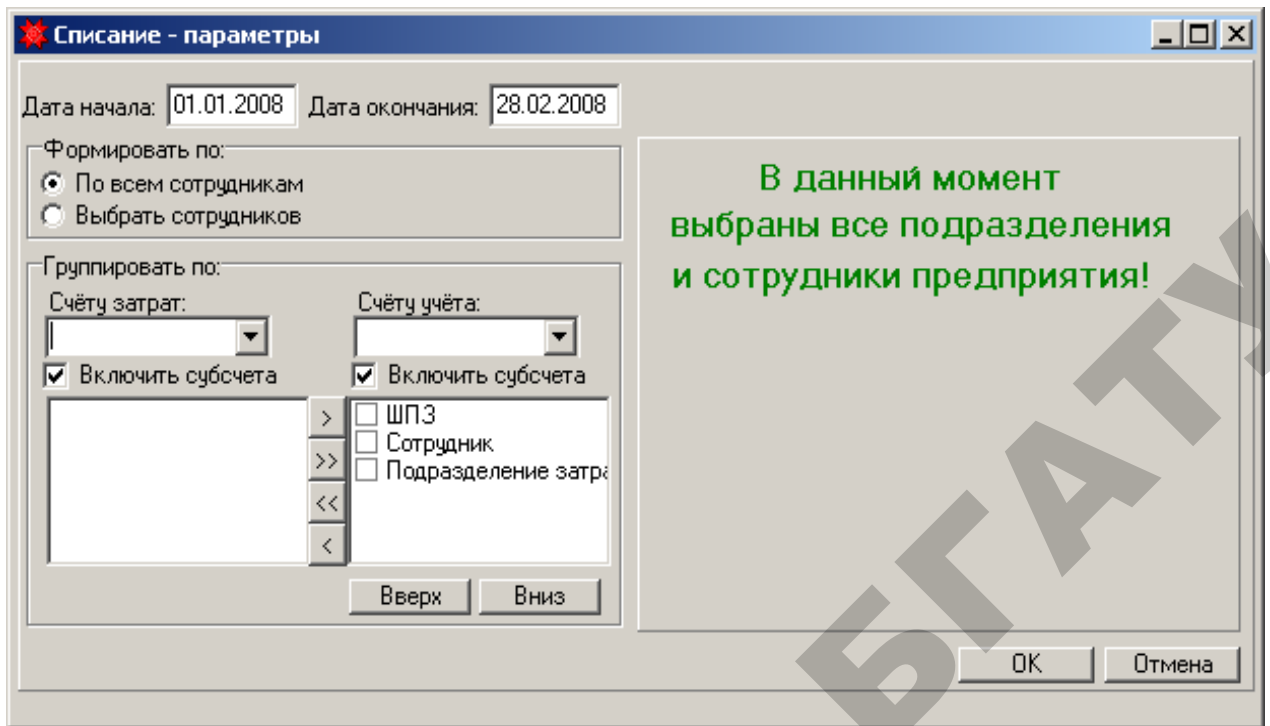 Списание - параметры
Дата начала: 01.01.2008 Дата окончания: 28.02.2008
Формировать по:
По всем сотрудникам
Выбрать сотрудников
Группировать по:
Счёту затрат: Счёту учёта:
Включить субсчета Включить субсчета
>
>>
<<
<
ШПЗ
Сотрудник
Подразделение затра
Вверх Вниз
В данный момент
выбраны все подразделения
и сотрудники предприятия!
OK Отмена
БГАТУ